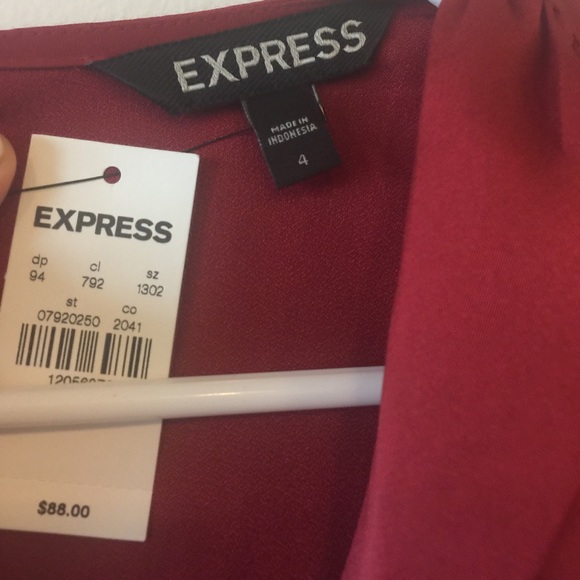 EXPRESS
MADE IN
INDONESIA
4
EXPRESS
dp cl sz
94 792 1302
st co
07920250 2041
$88.00